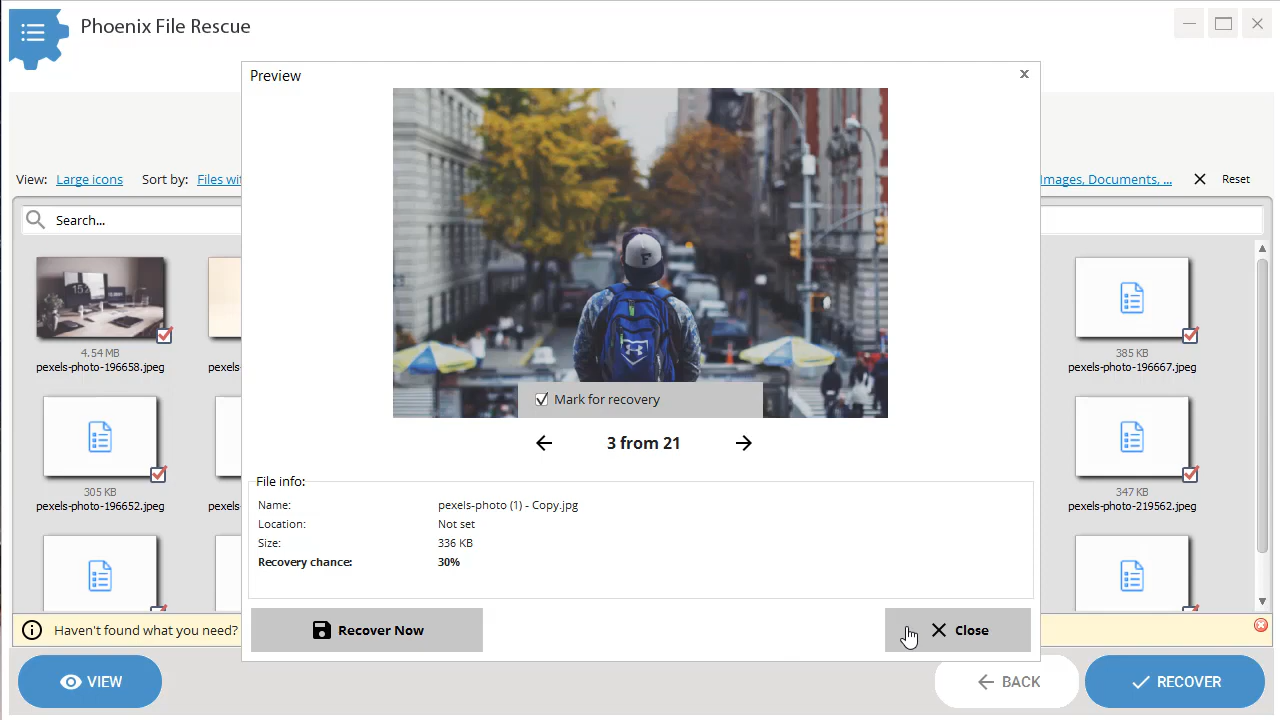 Phoenix File Rescue
Preview
View: Large icons Sort by: Files wit
Images, Documents, ... Reset
Search...
F
Mark for recovery
3 from 21
4.54 MB
pexels-photo-196658.jpeg
pexels-
385 KB
pexels-photo-196667.jpeg
305 KB
pexels-photo-196652.jpeg
pexels-
347 KB
pexels-photo-219562.jpeg
File info:
Name: pexels-photo (1) - Copy.jpg
Location: Not set
Size: 336 KB
Recovery chance: 30%
Haven't found what you need?
Recover Now
Close
VIEW
BACK
RECOVER